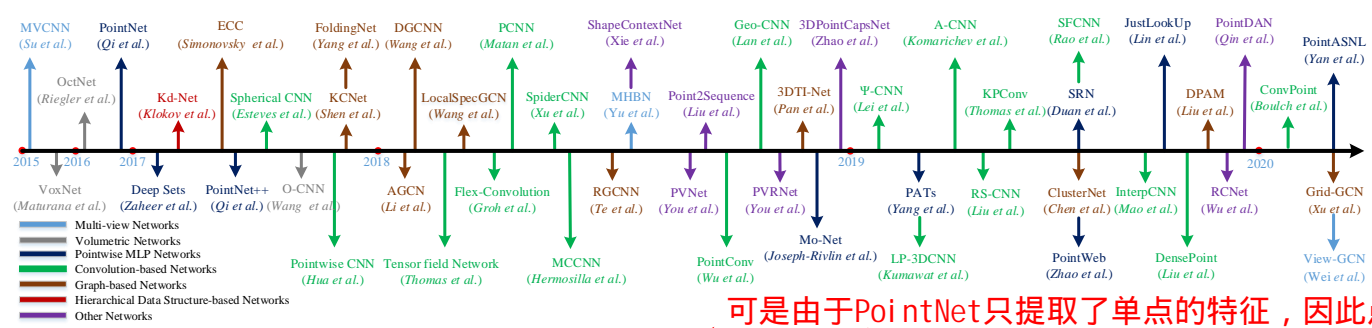 MVCNN
(Su et al.)
PointNet
(Qi et al.)
ECC
(Simonovsky et al.)
FoldingNet
(Yang et al.)
DGCNN
(Wang et al.)
PCNN
(Matan et al.)
ShapeContextNet
(Xie et al.)
Geo-CNN
(Lan et al.)
3DPointCapsNet
(Zhao et al.)
A-CNN
(Komarichev et al.)
SFCNN
(Rao et al.)
JustLookUp
(Lin et al.)
PointDAN
(Qin et al.)
PointASNL
(Yan et al.)
OctNet
(Riegler et al.)
Kd-Net
(Klokov et al.)
Spherical CNN
(Esteves et al.)
KCNet
(Shen et al.)
LocalSpecGCN
(Wang et al.)
SpiderCNN
(Xu et al.)
MHBN
(Yu et al.)
Point2Sequence
(Liu et al.)
3DTI-Net
(Pan et al.)
Ψ-CNN
(Lei et al.)
KPConv
(Thomas et al.)
SRN
(Duan et al.)
DPAM
(Liu et al.)
ConvPoint
(Boulch et al.)
2015 2016 2017 2018 2019 2020
VoxNet
(Maturana et al.)
Deep Sets
(Zaheer et al.)
PointNet++
(Qi et al.)
O-CNN
(Wang et al.)
AGCN
(Li et al.)
Flex-Convolution
(Groh et al.)
RGCNN
(Te et al.)
PVNet
(You et al.)
PVRNet
(You et al.)
PATs
(Yang et al.)
RS-CNN
(Liu et al.)
ClusterNet
(Chen et al.)
InterpCNN
(Mao et al.)
RCNet
(Wu et al.)
Grid-GCN
(Xu et al.)
Pointwise CNN
(Hua et al.)
Tensor field Network
(Thomas et al.)
MCCNN
(Hermosilla et al.)
PointConv
(Wu et al.)
Mo-Net
(Joseph-Rivlin et al.)
LP-3DCNN
(Kumawat et al.)
PointWeb
(Zhao et al.)
DensePoint
(Liu et al.)
View-GCN
(Wei et al.)
Multi-view Networks
Volumetric Networks
Pointwise MLP Networks
Convolution-based Networks
Graph-based Networks
Hierarchical Data Structure-based Networks
Other Networks
可是由于PointNet只提取了单点的特征，因此